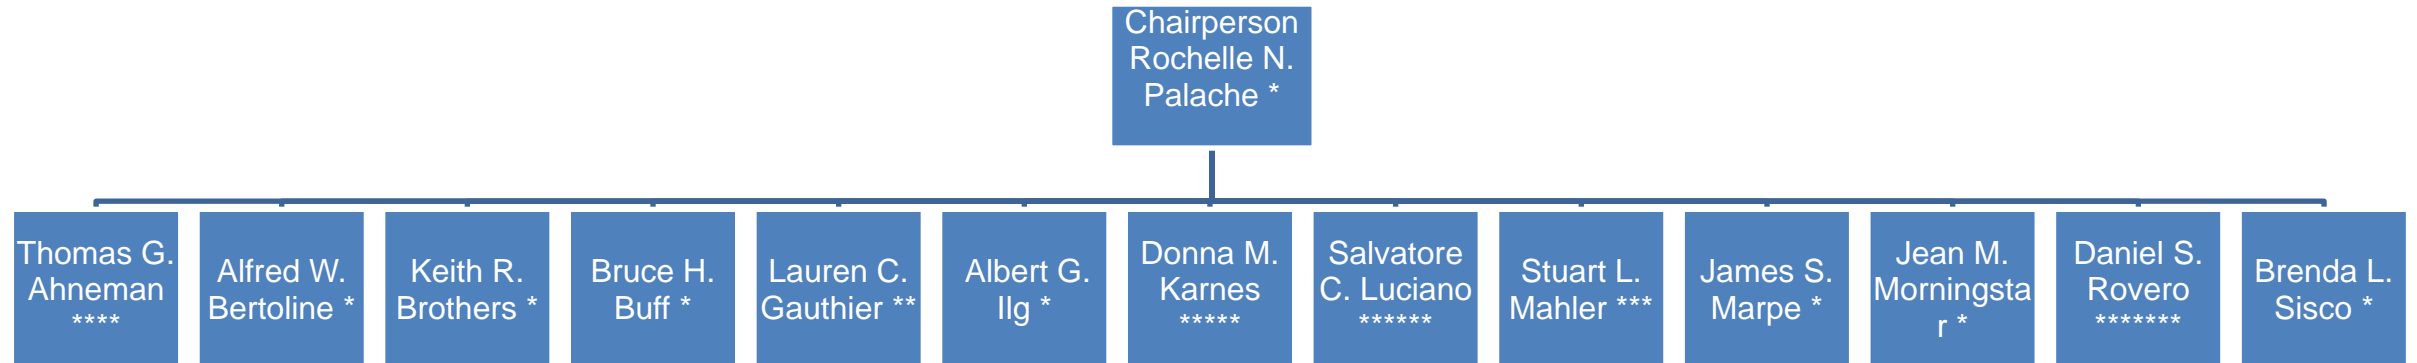 Chairperson
Rochelle N.
Palache *
Thomas G.
Ahneman
****
Alfred W.
Bertoline *
Keith R.
Brothers *
Bruce H.
Buff *
Lauren C.
Gauthier **
Albert G.
Ilg *
Donna M.
Karnes
*****
Salvatore
C. Luciano
******
Stuart L.
Mahler ***
James S.
Marpe *
Jean M.
Morningsta
r *
Daniel S.
Rovero
*******
Brenda L.
Sisco *